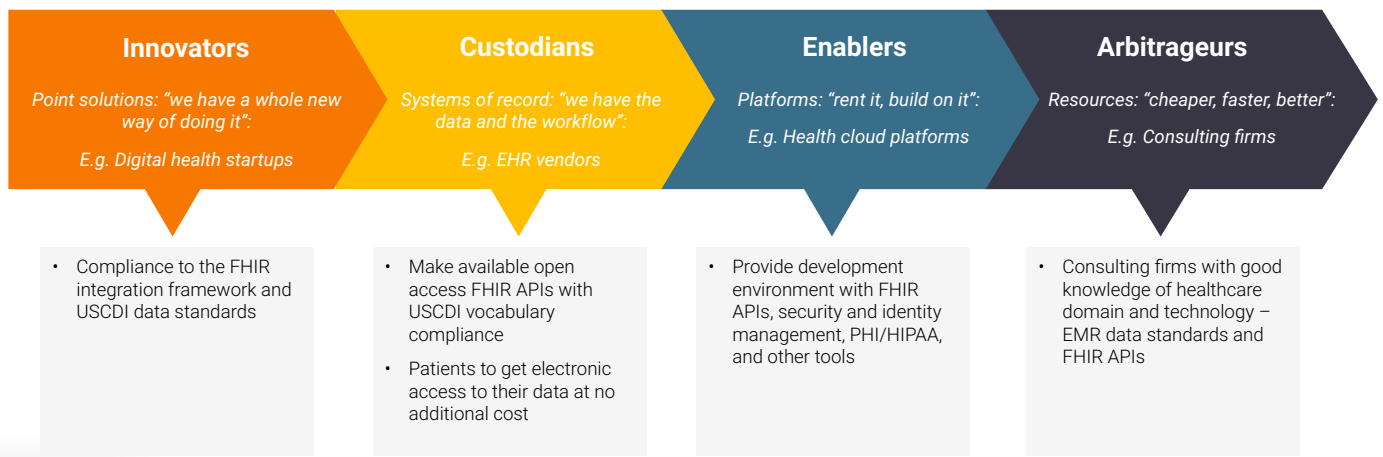 Innovators
Point solutions: “we have a whole new
way of doing it”:
E.g. Digital health startups
• Compliance to the FHIR
integration framework and
USCDI data standards
Custodians
Systems of record: “we have the
data and the workflow”:
E.g. EHR vendors
• Make available open
access FHIR APIs with
USCDI vocabulary
compliance
• Patients to get electronic
access to their data at no
additional cost
Enablers
Platforms: “rent it, build on it”:
E.g. Health cloud platforms
• Provide development
environment with FHIR
APIs, security and identity
management, PHI/HIPAA,
and other tools
Arbitrageurs
Resources: “cheaper, faster, better”:
E.g. Consulting firms
• Consulting firms with good
knowledge of healthcare
domain and technology –
EMR data standards and
FHIR APIs